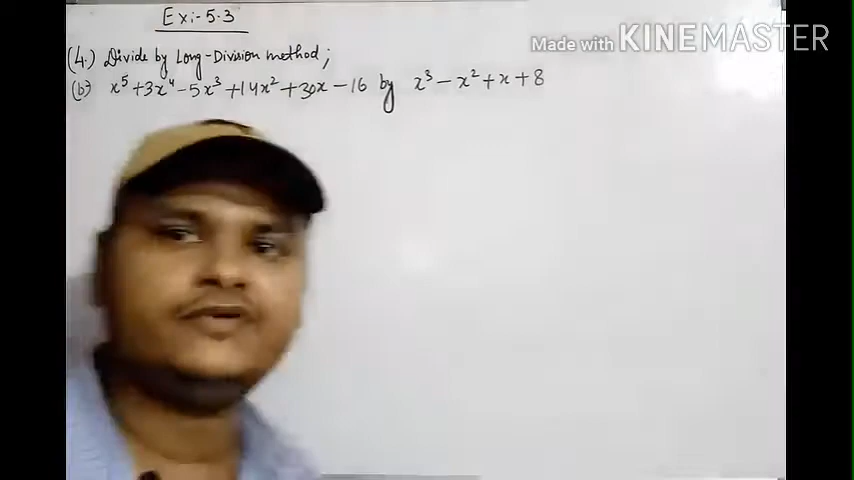 Exi-5.3
Made with KINEMASTER
(4.) Divide by Long-Division method;
(b) x⁵+3x⁴-5x³+14x²+30x-16 by x³-x²+x+8